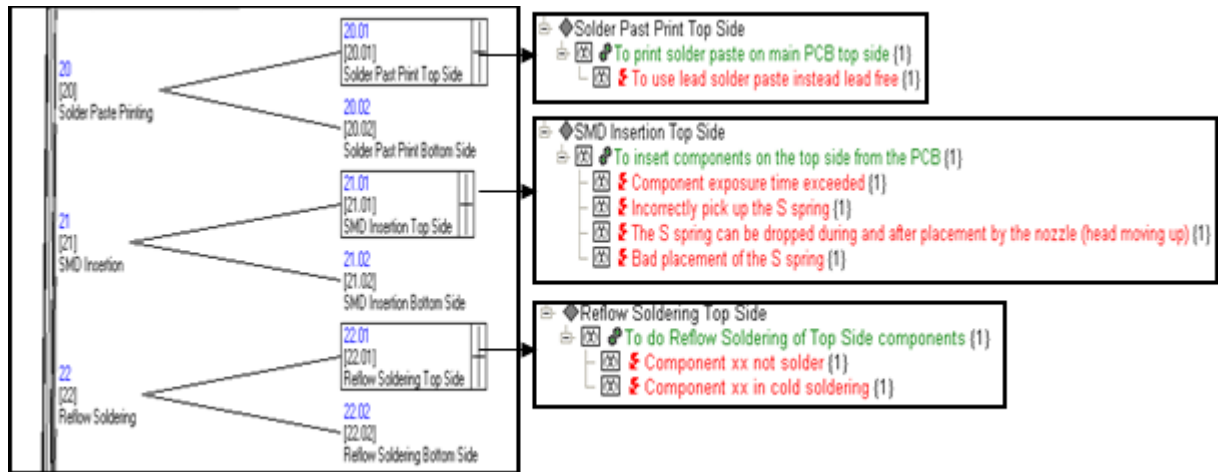 20
[20]
Solder Paste Printing
20.01
[20.01]
Solder Past Print Top Side
20.02
[20.02]
Solder Past Print Bottom Side
21
[21]
SMD Insertion
21.01
[21.01]
SMD Insertion Top Side
21.02
[21.02]
SMD Insertion Bottom Side
22
[22]
Reflow Soldering
22.01
[22.01]
Reflow Soldering Top Side
22.02
[22.02]
Reflow Soldering Bottom Side
Solder Past Print Top Side
To print solder paste on main PCB top side {1}
To use lead solder paste instead lead free {1}
SMD Insertion Top Side
To insert components on the top side from the PCB {1}
Component exposure time exceeded {1}
Incorrectly pick up the S spring {1}
The S spring can be dropped during and after placement by the nozzle (head moving up) {1}
Bad placement of the S spring {1}
Reflow Soldering Top Side
To do Reflow Soldering of Top Side components {1}
Component xx not solder {1}
Component xx in cold soldering {1}